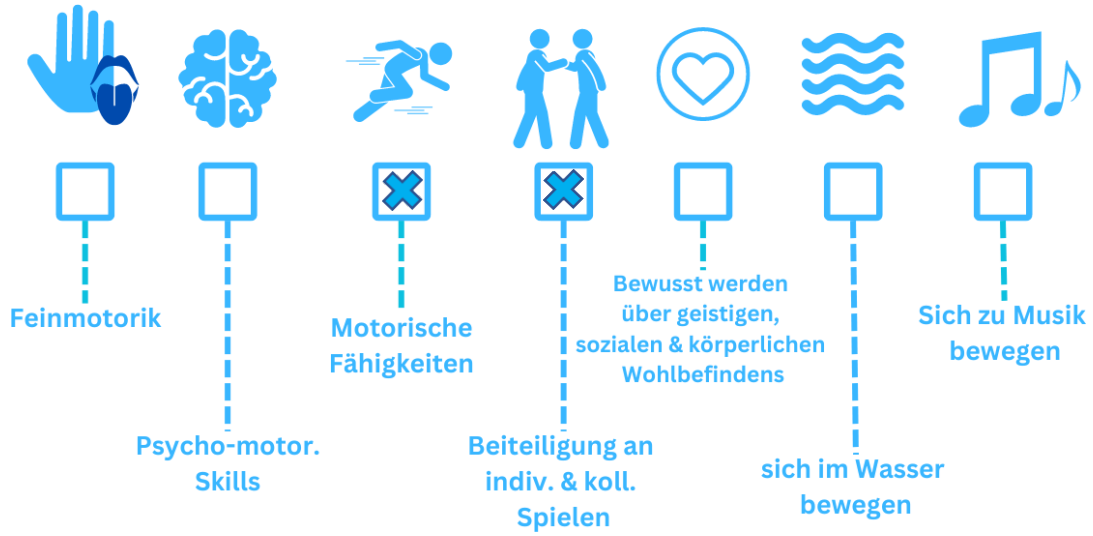 Feinmotorik
Psycho-motor.
Skills
Motorische
Fähigkeiten
Beiteiligung an
indiv. & koll.
Spielen
Bewusst werden
über geistigen,
sozialen & körperlichen
Wohlbefindens
sich im Wasser
bewegen
Sich zu Musik
bewegen